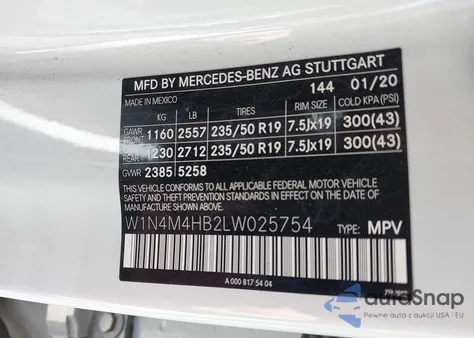 MFD BY MERCEDES-BENZ AG STUTTGART
MADE IN MEXICO 144 01/20
KG LB TIRES RIM SIZE COLD KPA (PSI)
GAWR FRONT 1160 2557 235/50 R19 7.5Jx19 300(43)
REAR 1230 2712 235/50 R19 7.5Jx19 300(43)
GVWR 2385 5258
THIS VEHICLE CONFORMS TO ALL APPLICABLE
U.S. FEDERAL MOTOR VEHICLE
SAFETY STANDARD AND THEFT PREVENTION
STANDARDS IN EFFECT ON THE DATE OF
MANUFACTURE SHOWN ABOVE.
W1N4M4HB2LW025754
TYPE: MPV
A 000 817 54 04
autoSnap
Pewne auta z aukcji USA i EU